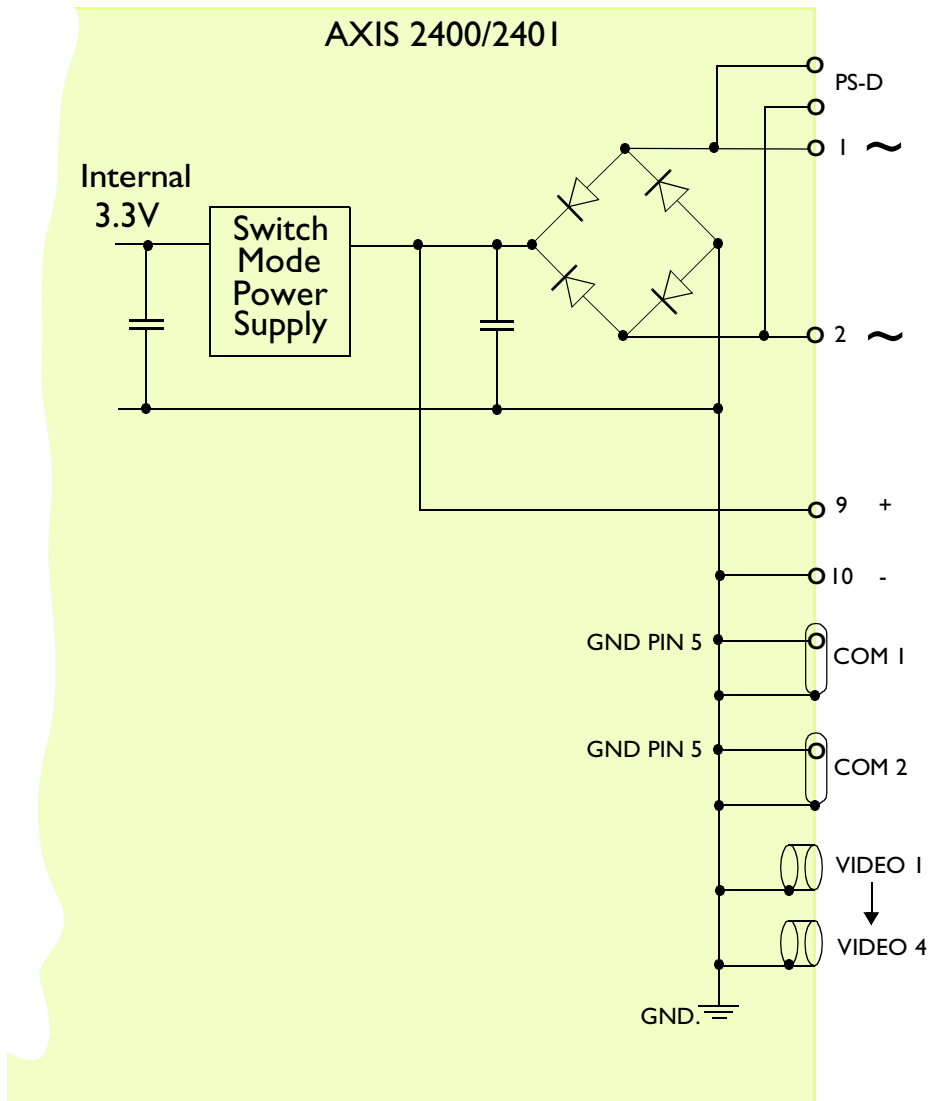 AXIS 2400/2401
PS-D
1 ~
Internal
3.3V
Switch
Mode
Power
Supply
2 ~
9 +
10 -
GND PIN 5
COM 1
GND PIN 5
COM 2
VIDEO 1
VIDEO 4
GND.